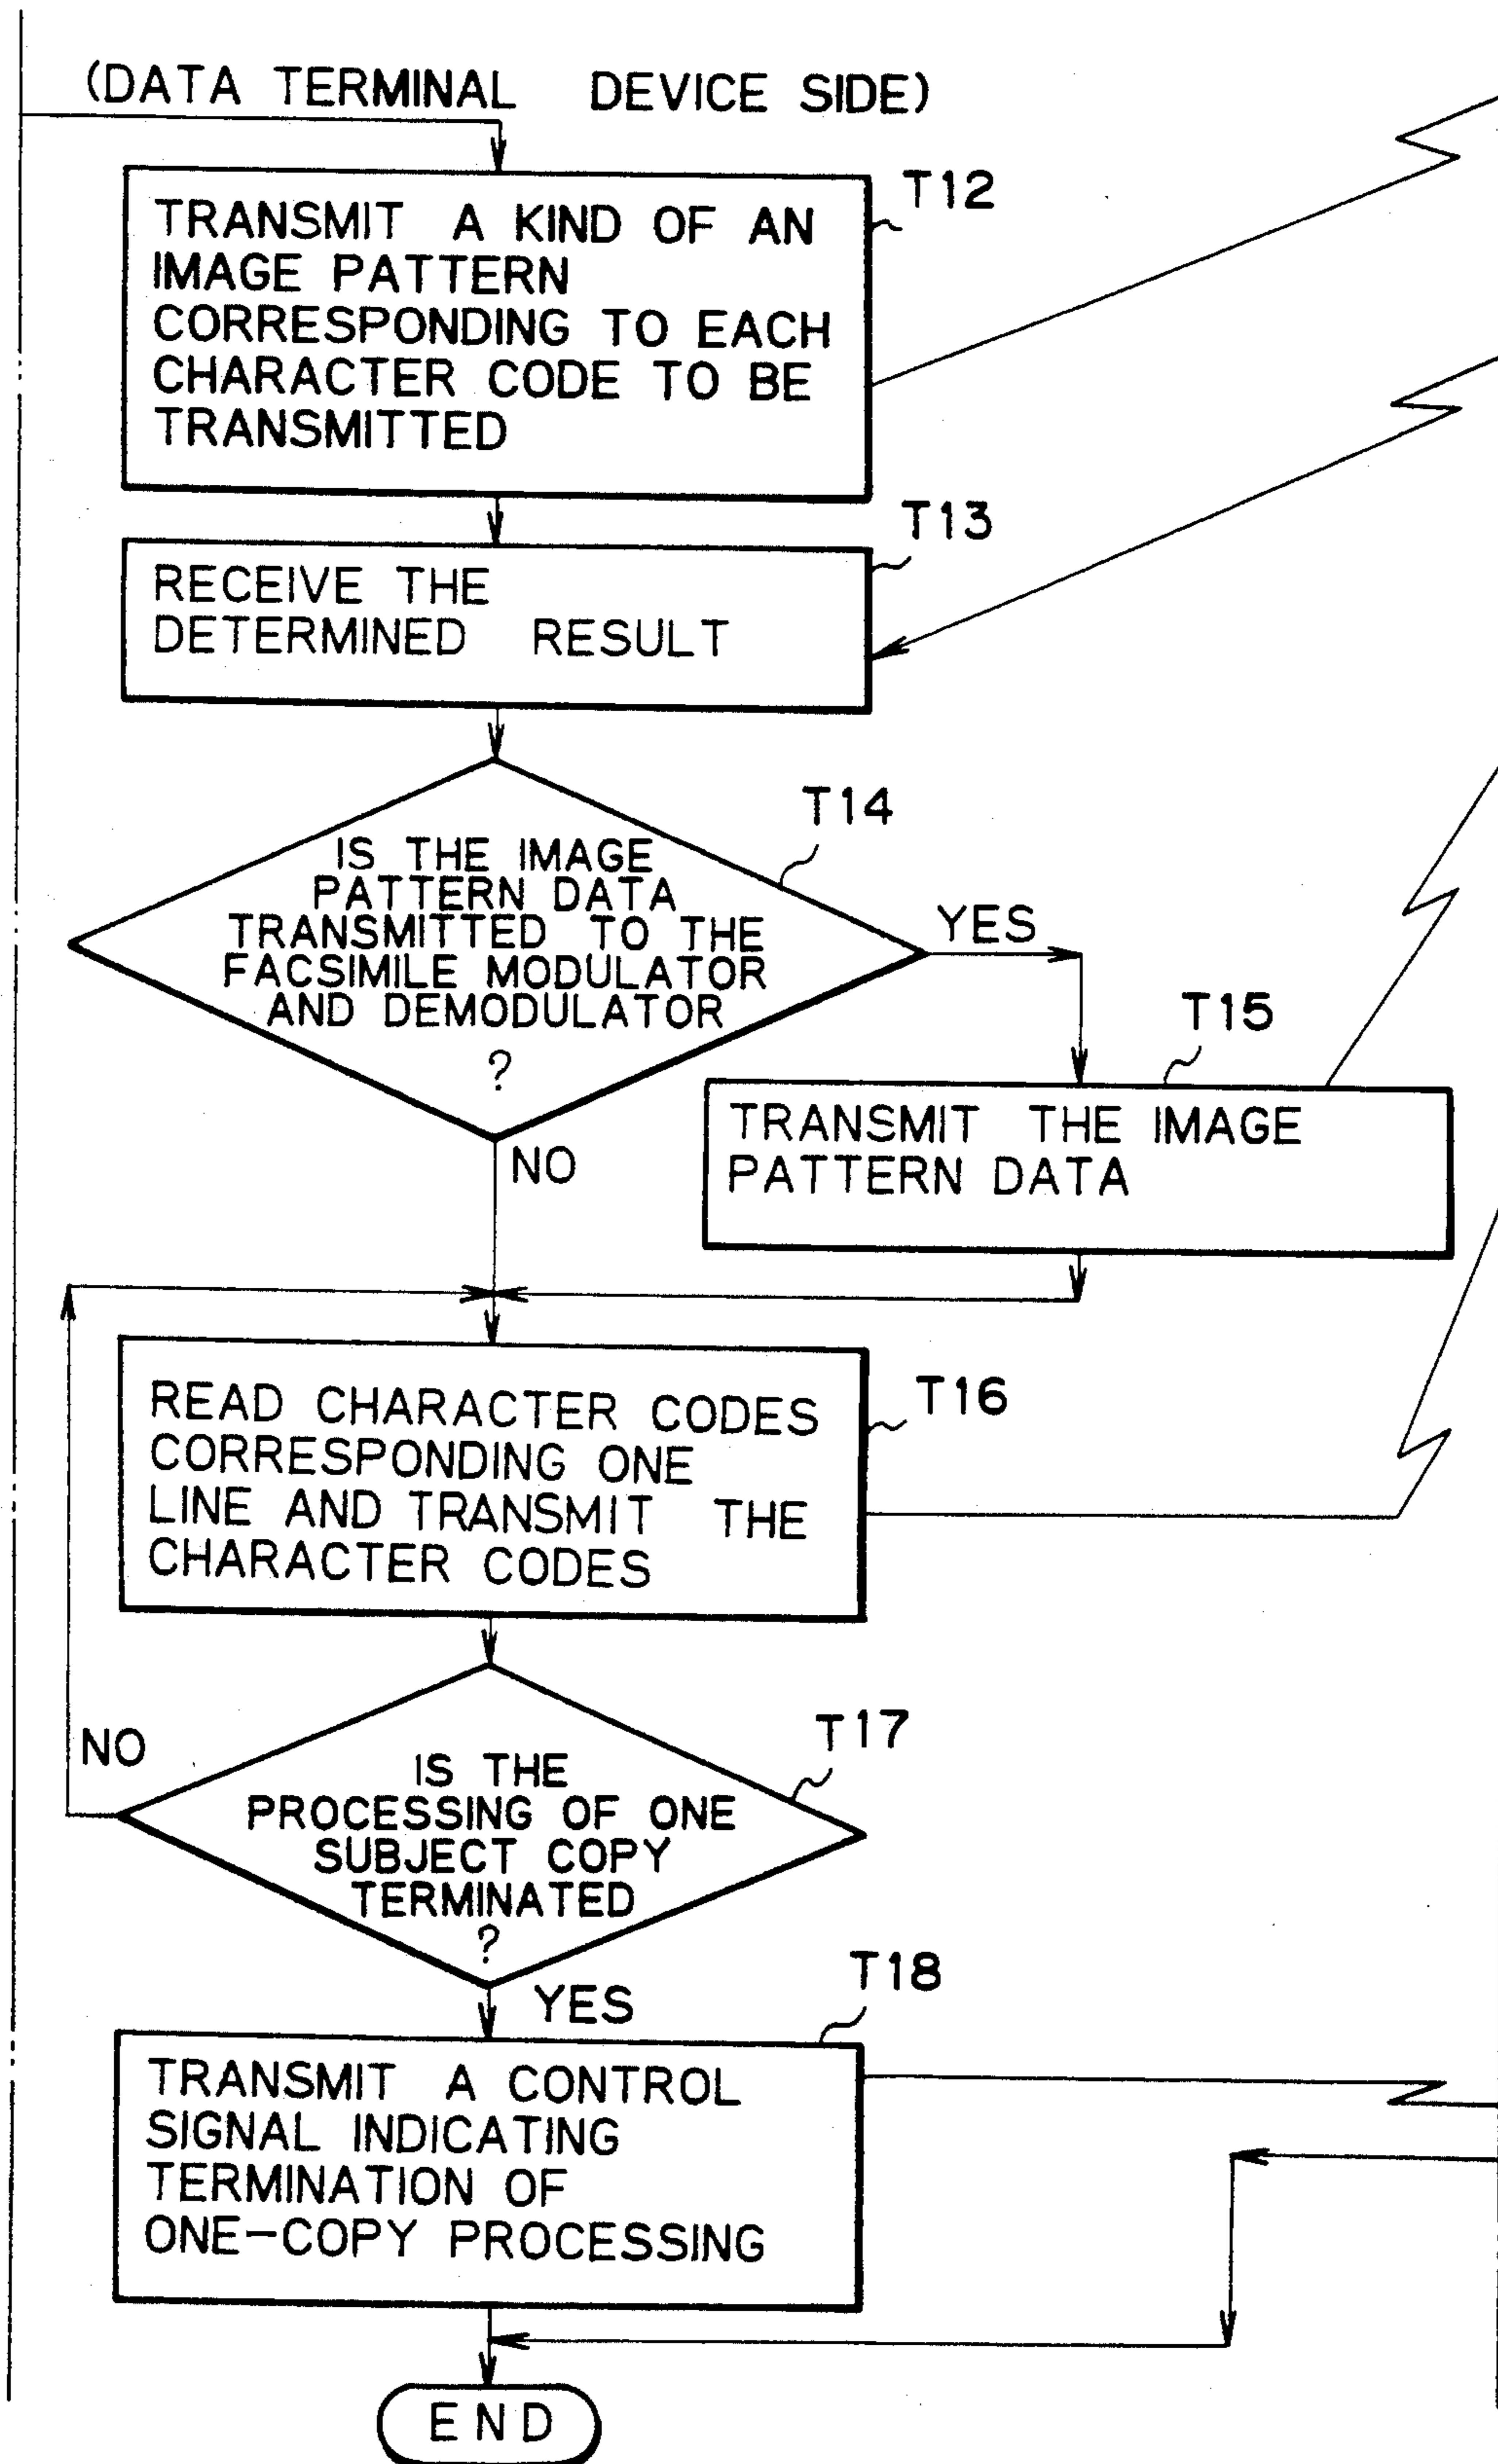 (DATA TERMINAL DEVICE SIDE)
T12
TRANSMIT A KIND OF AN
IMAGE PATTERN
CORRESPONDING TO EACH
CHARACTER CODE TO BE
TRANSMITTED
T13
RECEIVE THE
DETERMINED RESULT
T14
IS THE IMAGE
PATTERN DATA
TRANSMITTED TO THE
FACSIMILE MODULATOR
AND DEMODULATOR
?
YES
NO
T15
TRANSMIT THE IMAGE
PATTERN DATA
T16
READ CHARACTER CODES
CORRESPONDING ONE
LINE AND TRANSMIT THE
CHARACTER CODES
T17
NO
IS THE
PROCESSING OF ONE
SUBJECT COPY
TERMINATED
?
YES
T18
TRANSMIT A CONTROL
SIGNAL INDICATING
TERMINATION OF
ONE-COPY PROCESSING
END